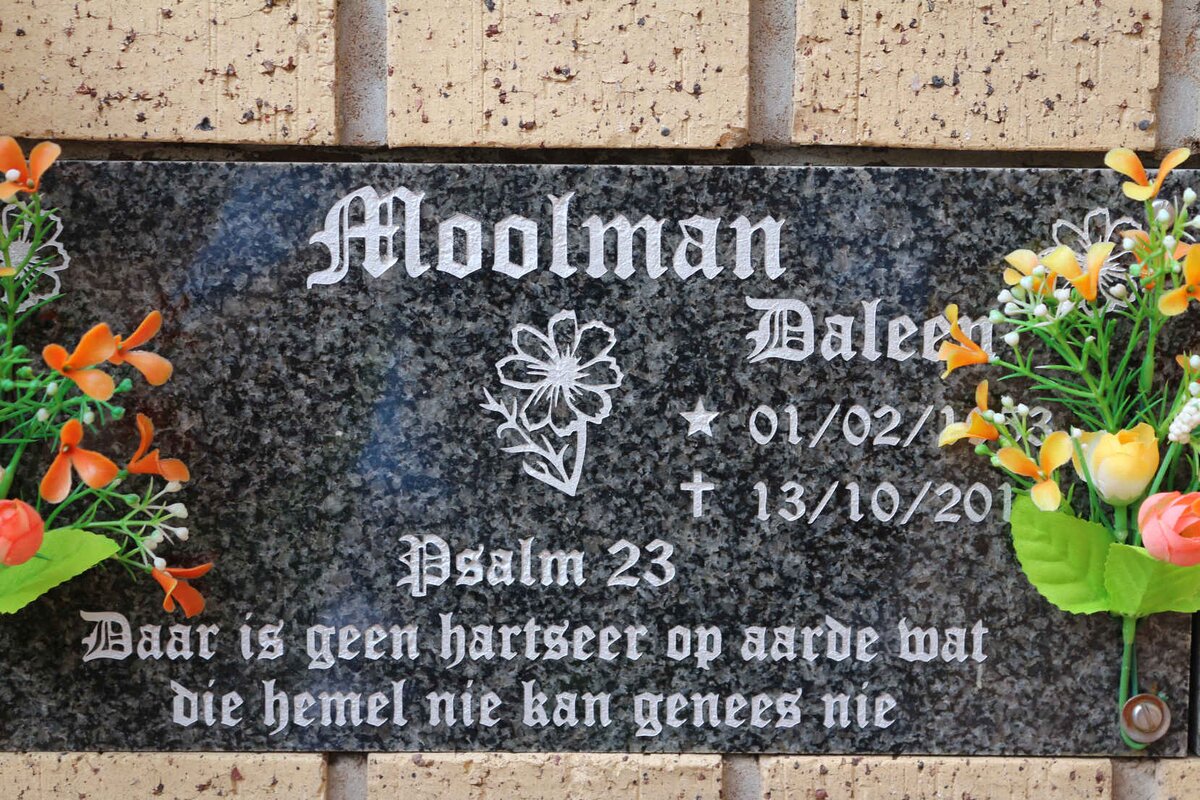 Moolman
Daleen
01/02/
13/10/201
Psalm 23
Daar is geen hartseer op aarde wat
die hemel nie kan genees nie